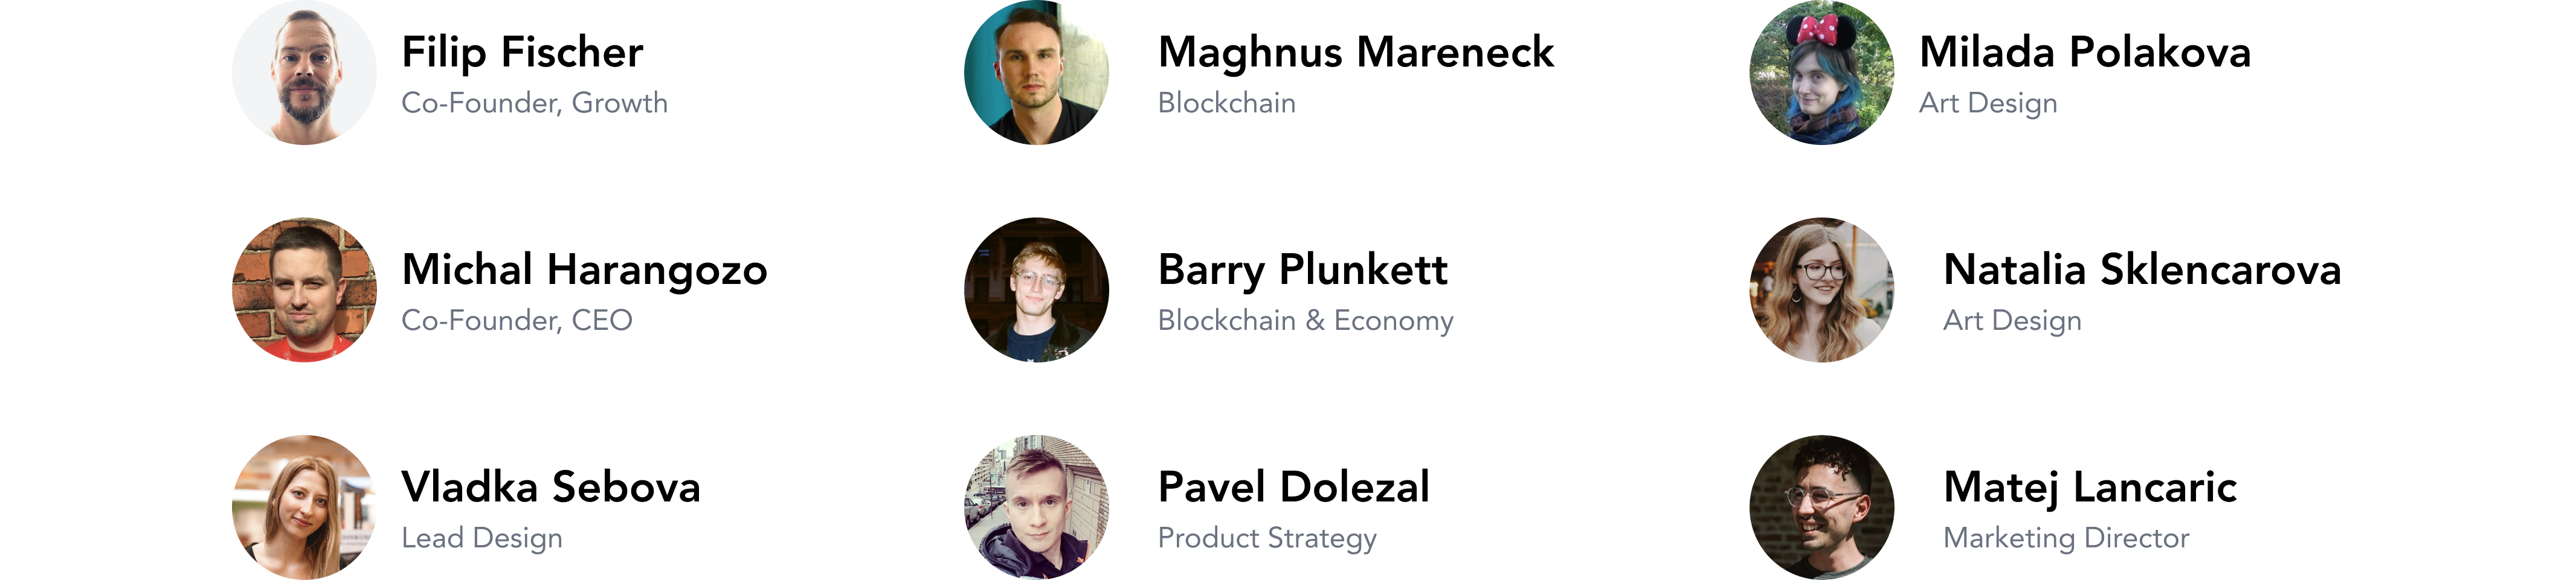 Filip Fischer
Co-Founder, Growth
Maghnus Mareneck
Blockchain
Milada Polakova
Art Design
Michal Harangozo
Co-Founder, CEO
Barry Plunkett
Blockchain & Economy
Natalia Sklencarova
Art Design
Vladka Sebova
Lead Design
Pavel Dolezal
Product Strategy
Matej Lancaric
Marketing Director